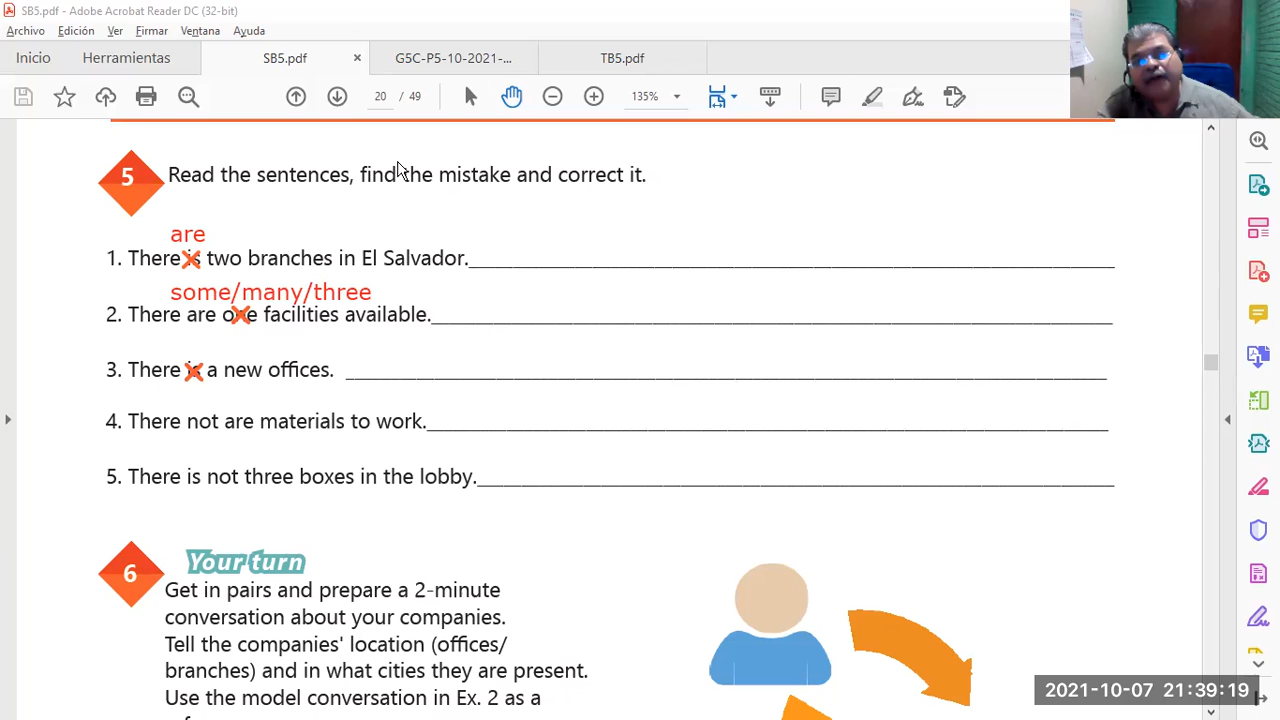 SB5.pdf - Adobe Acrobat Reader DC (32-bit)
Archivo Edición Ver Firmar Ventana Ayuda
Inicio Herramientas SB5.pdf × G5C-P5-10-2021-... TB5.pdf
20 / 49 135%
5 Read the sentences, find the mistake and correct it.
are
1. There is two branches in El Salvador.
some/many/three
2. There are one facilities available.
3. There is a new offices.
4. There not are materials to work.
5. There is not three boxes in the lobby.
6 Your turn
Get in pairs and prepare a 2-minute
conversation about your companies.
Tell the companies' location (offices/
branches) and in what cities they are present.
Use the model conversation in Ex. 2 as a
2021-10-07 21:39:19